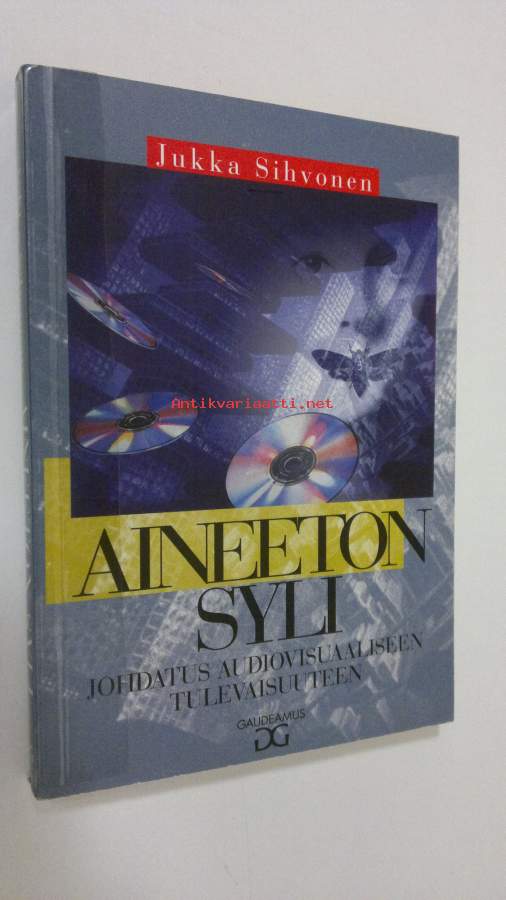 Jukka Sihvonen
Antikvariaatti.net
AINEETON
SYLI
JOHDATUS AUDIOVISUAALISEEN
TULEVAISUUTEEN
GAUDEAMUS